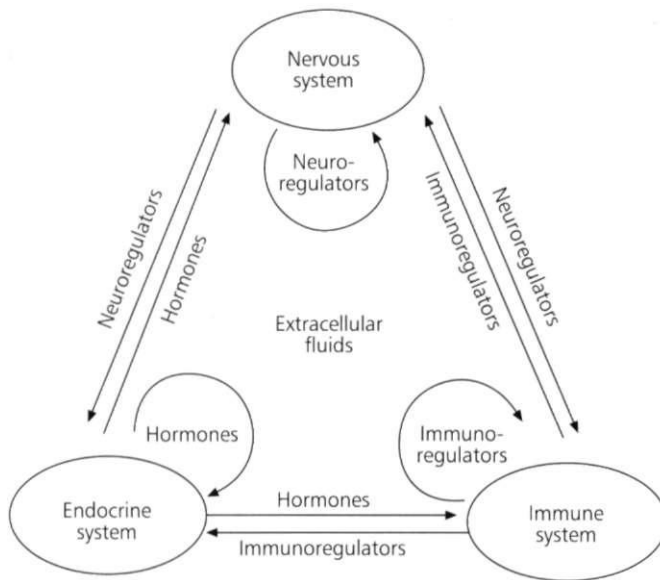 Nervous
system
Neuro-
regulators
Neuroregulators
Hormones
Immunoregulators
Neuroregulators
Extracellular
fluids
Hormones
Immuno-
regulators
Endocrine
system
Hormones
Immunoregulators
Immune
system